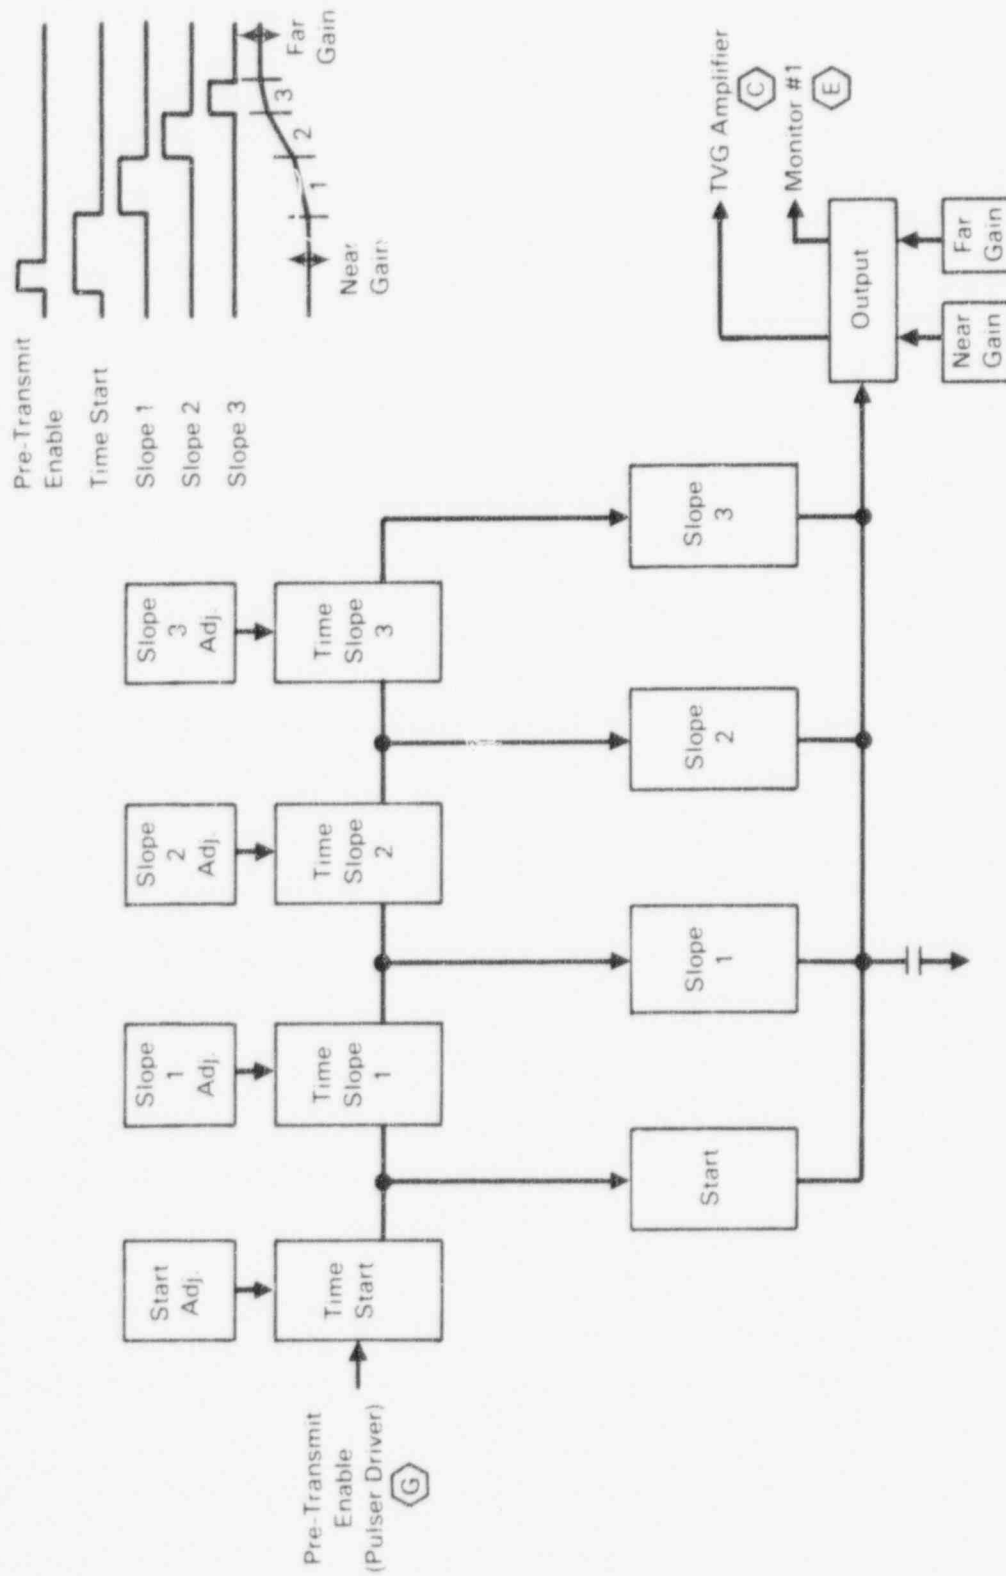 Pre-Transmit
Enable
Time Start
Slope 1
Slope 2
Slope 3
Near
Gain
1
2
3
Far
Gain
Start
Adj.
Slope
1
Adj.
Slope
2
Adj.
Slope
3
Adj.
Pre-Transmit
Enable
(Pulser Driver)
G
Time
Start
Time
Slope
1
Time
Slope
2
Time
Slope
3
Start
Slope
1
Slope
2
Slope
3
Output
TVG Amplifier
C
Monitor #1
E
Near
Gain
Far
Gain